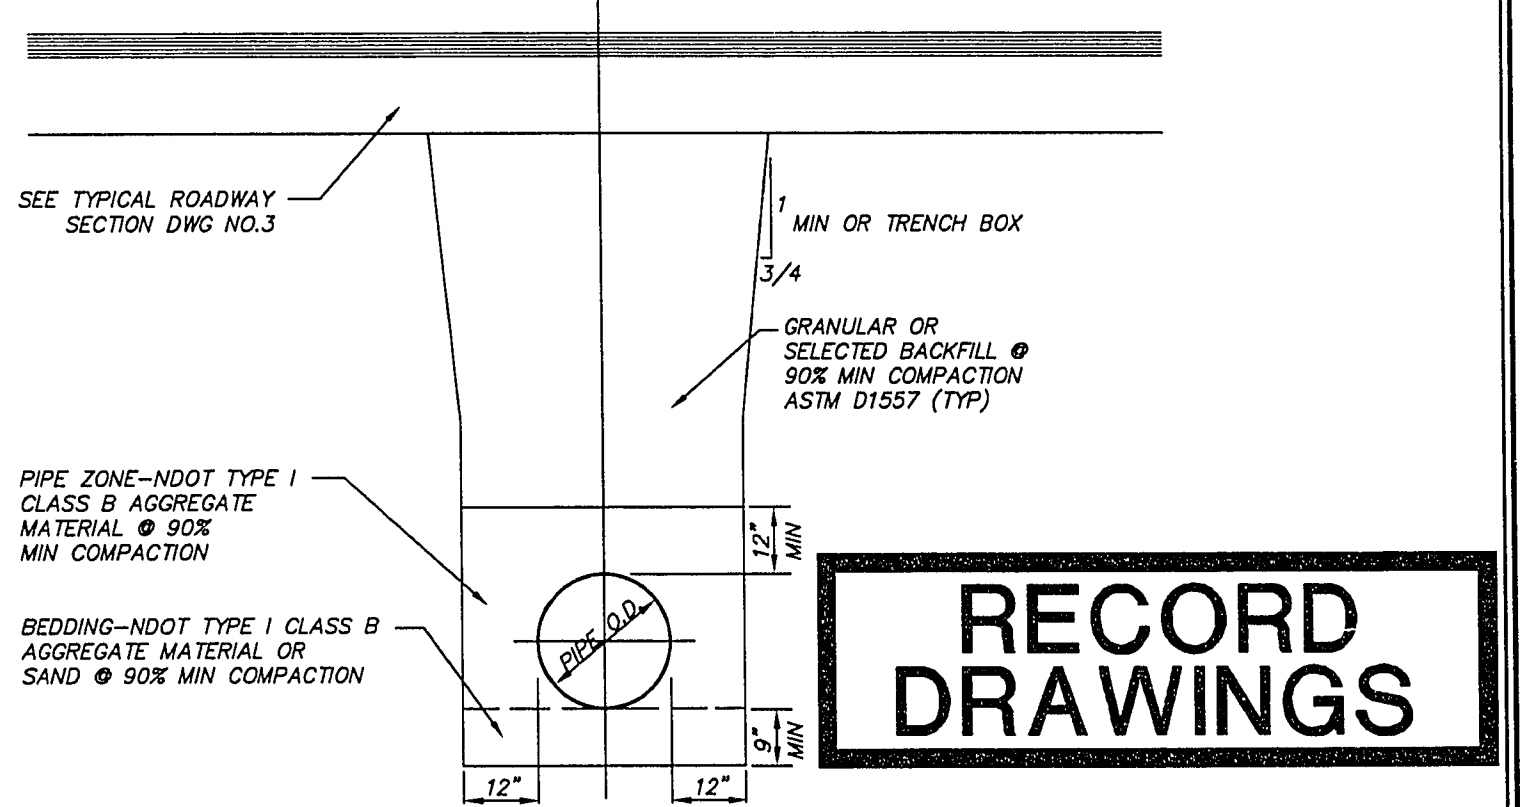 SEE TYPICAL ROADWAY
SECTION DWG NO.3
1
MIN OR TRENCH BOX
3/4
GRANULAR OR
SELECTED BACKFILL @
90% MIN COMPACTION
ASTM D1557 (TYP)
PIPE ZONE-NDOT TYPE I
CLASS B AGGREGATE
MATERIAL @ 90%
MIN COMPACTION
12"
MIN
BEDDING-NDOT TYPE I CLASS B
AGGREGATE MATERIAL OR
SAND @ 90% MIN COMPACTION
PIPE O.D.
9"
MIN
12"
12"
RECORD
DRAWINGS